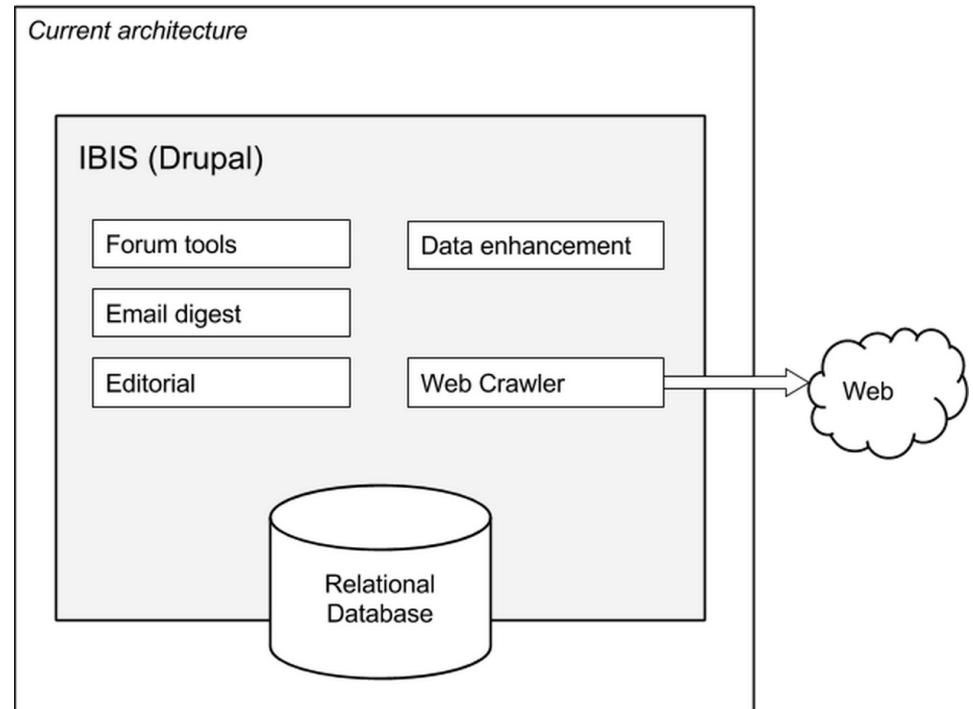 Current architecture
IBIS (Drupal)
Forum tools
Data enhancement
Email digest
Editorial
Web Crawler
Web
Relational
Database